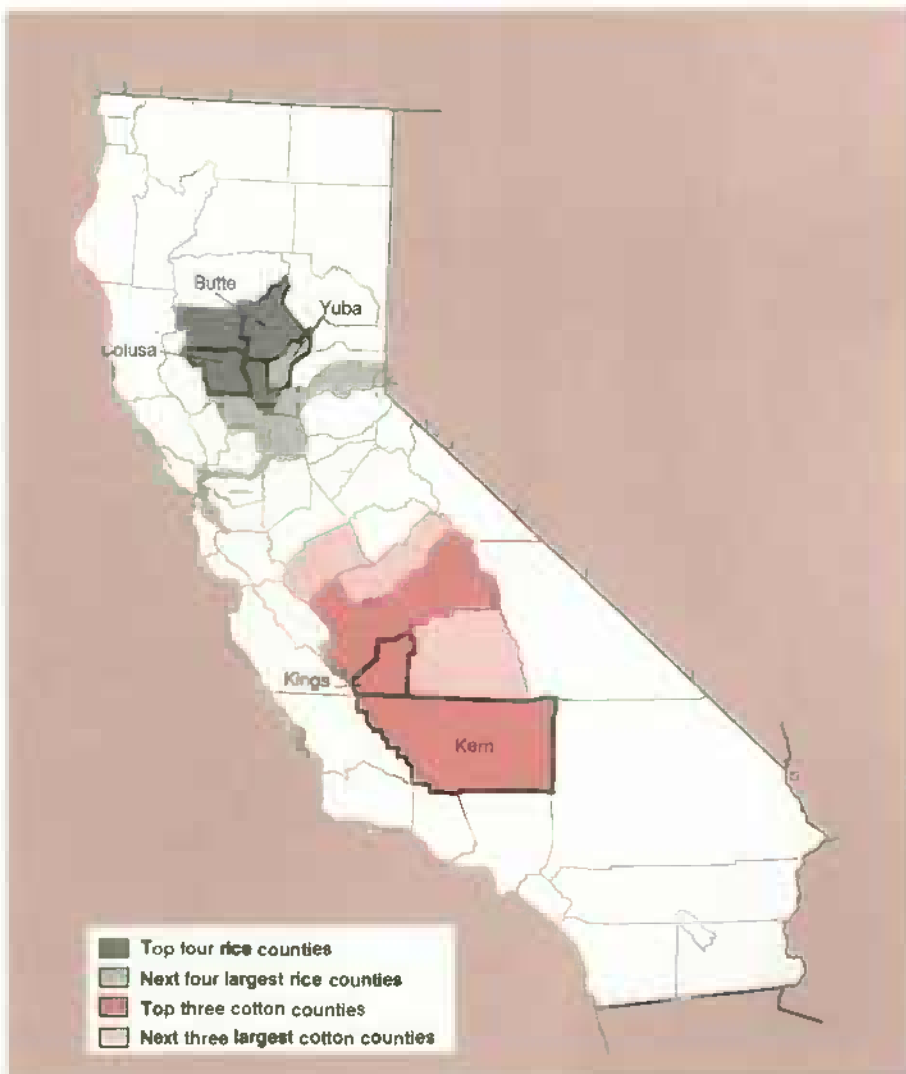 Butte
Yuba
Colusa
Kings
Kern
Top four rice counties
Next four largest rice counties
Top three cotton counties
Next three largest cotton counties